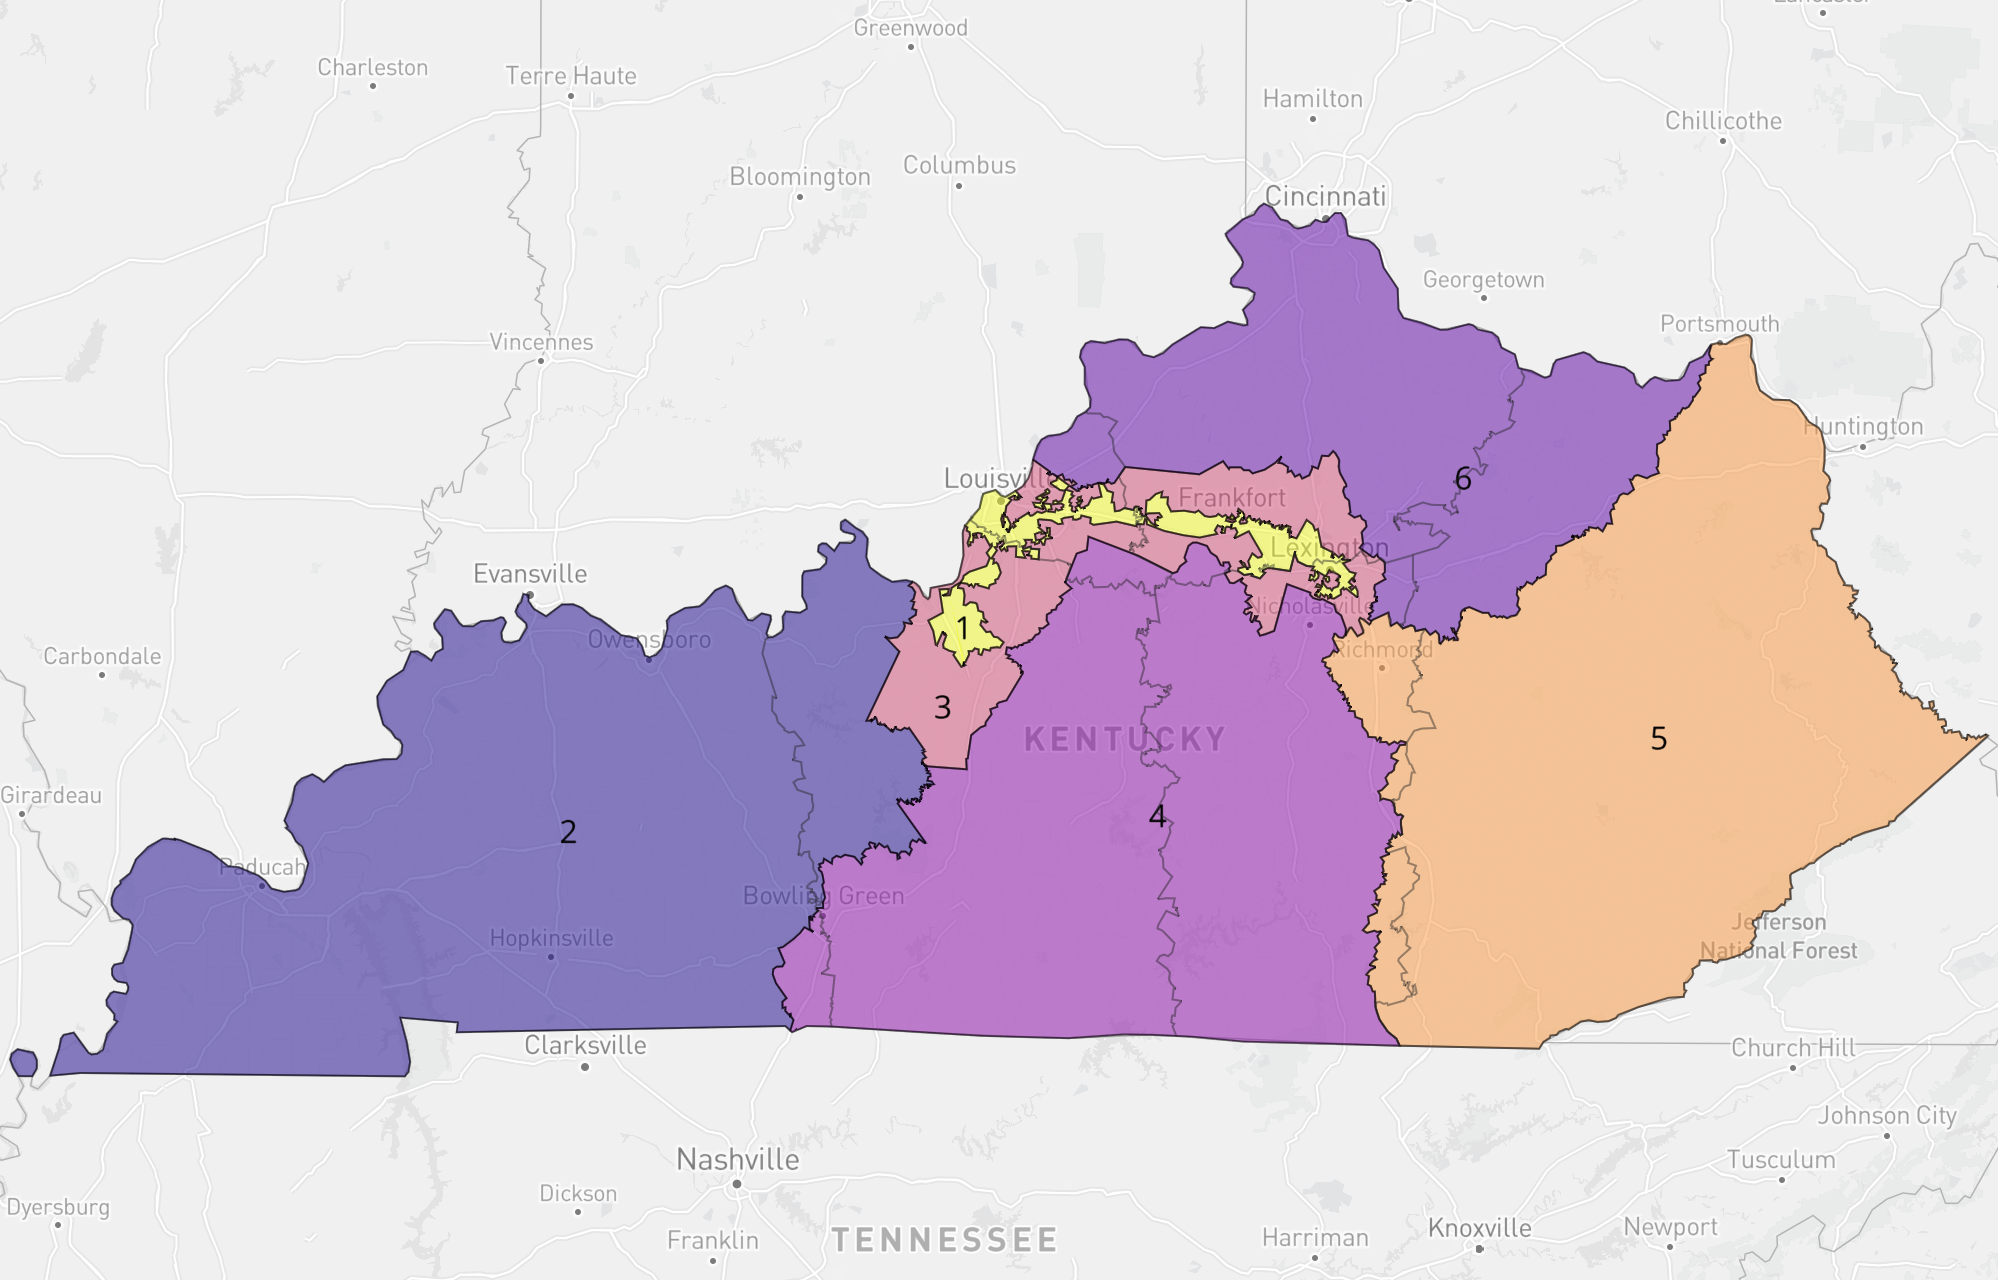 Lancaster
Greenwood
Charleston
Terre Haute
Hamilton
Chillicothe
Columbus
Bloomington
Cincinnati
Georgetown
Portsmouth
Vincennes
Huntington
Louisvill
6
Frankfort
Lexington
Evansville
Nicholasville
1
Owensboro
Richmond
Carbondale
3
KENTUCKY
5
Girardeau
4
2
Paducah
Bowling Green
Jefferson
National Forest
Hopkinsville
Clarksville
Church Hill
Johnson City
Nashville
Tusculum
Dickson
Dyersburg
Knoxville
Newport
Harriman
Franklin
TENNESSEE